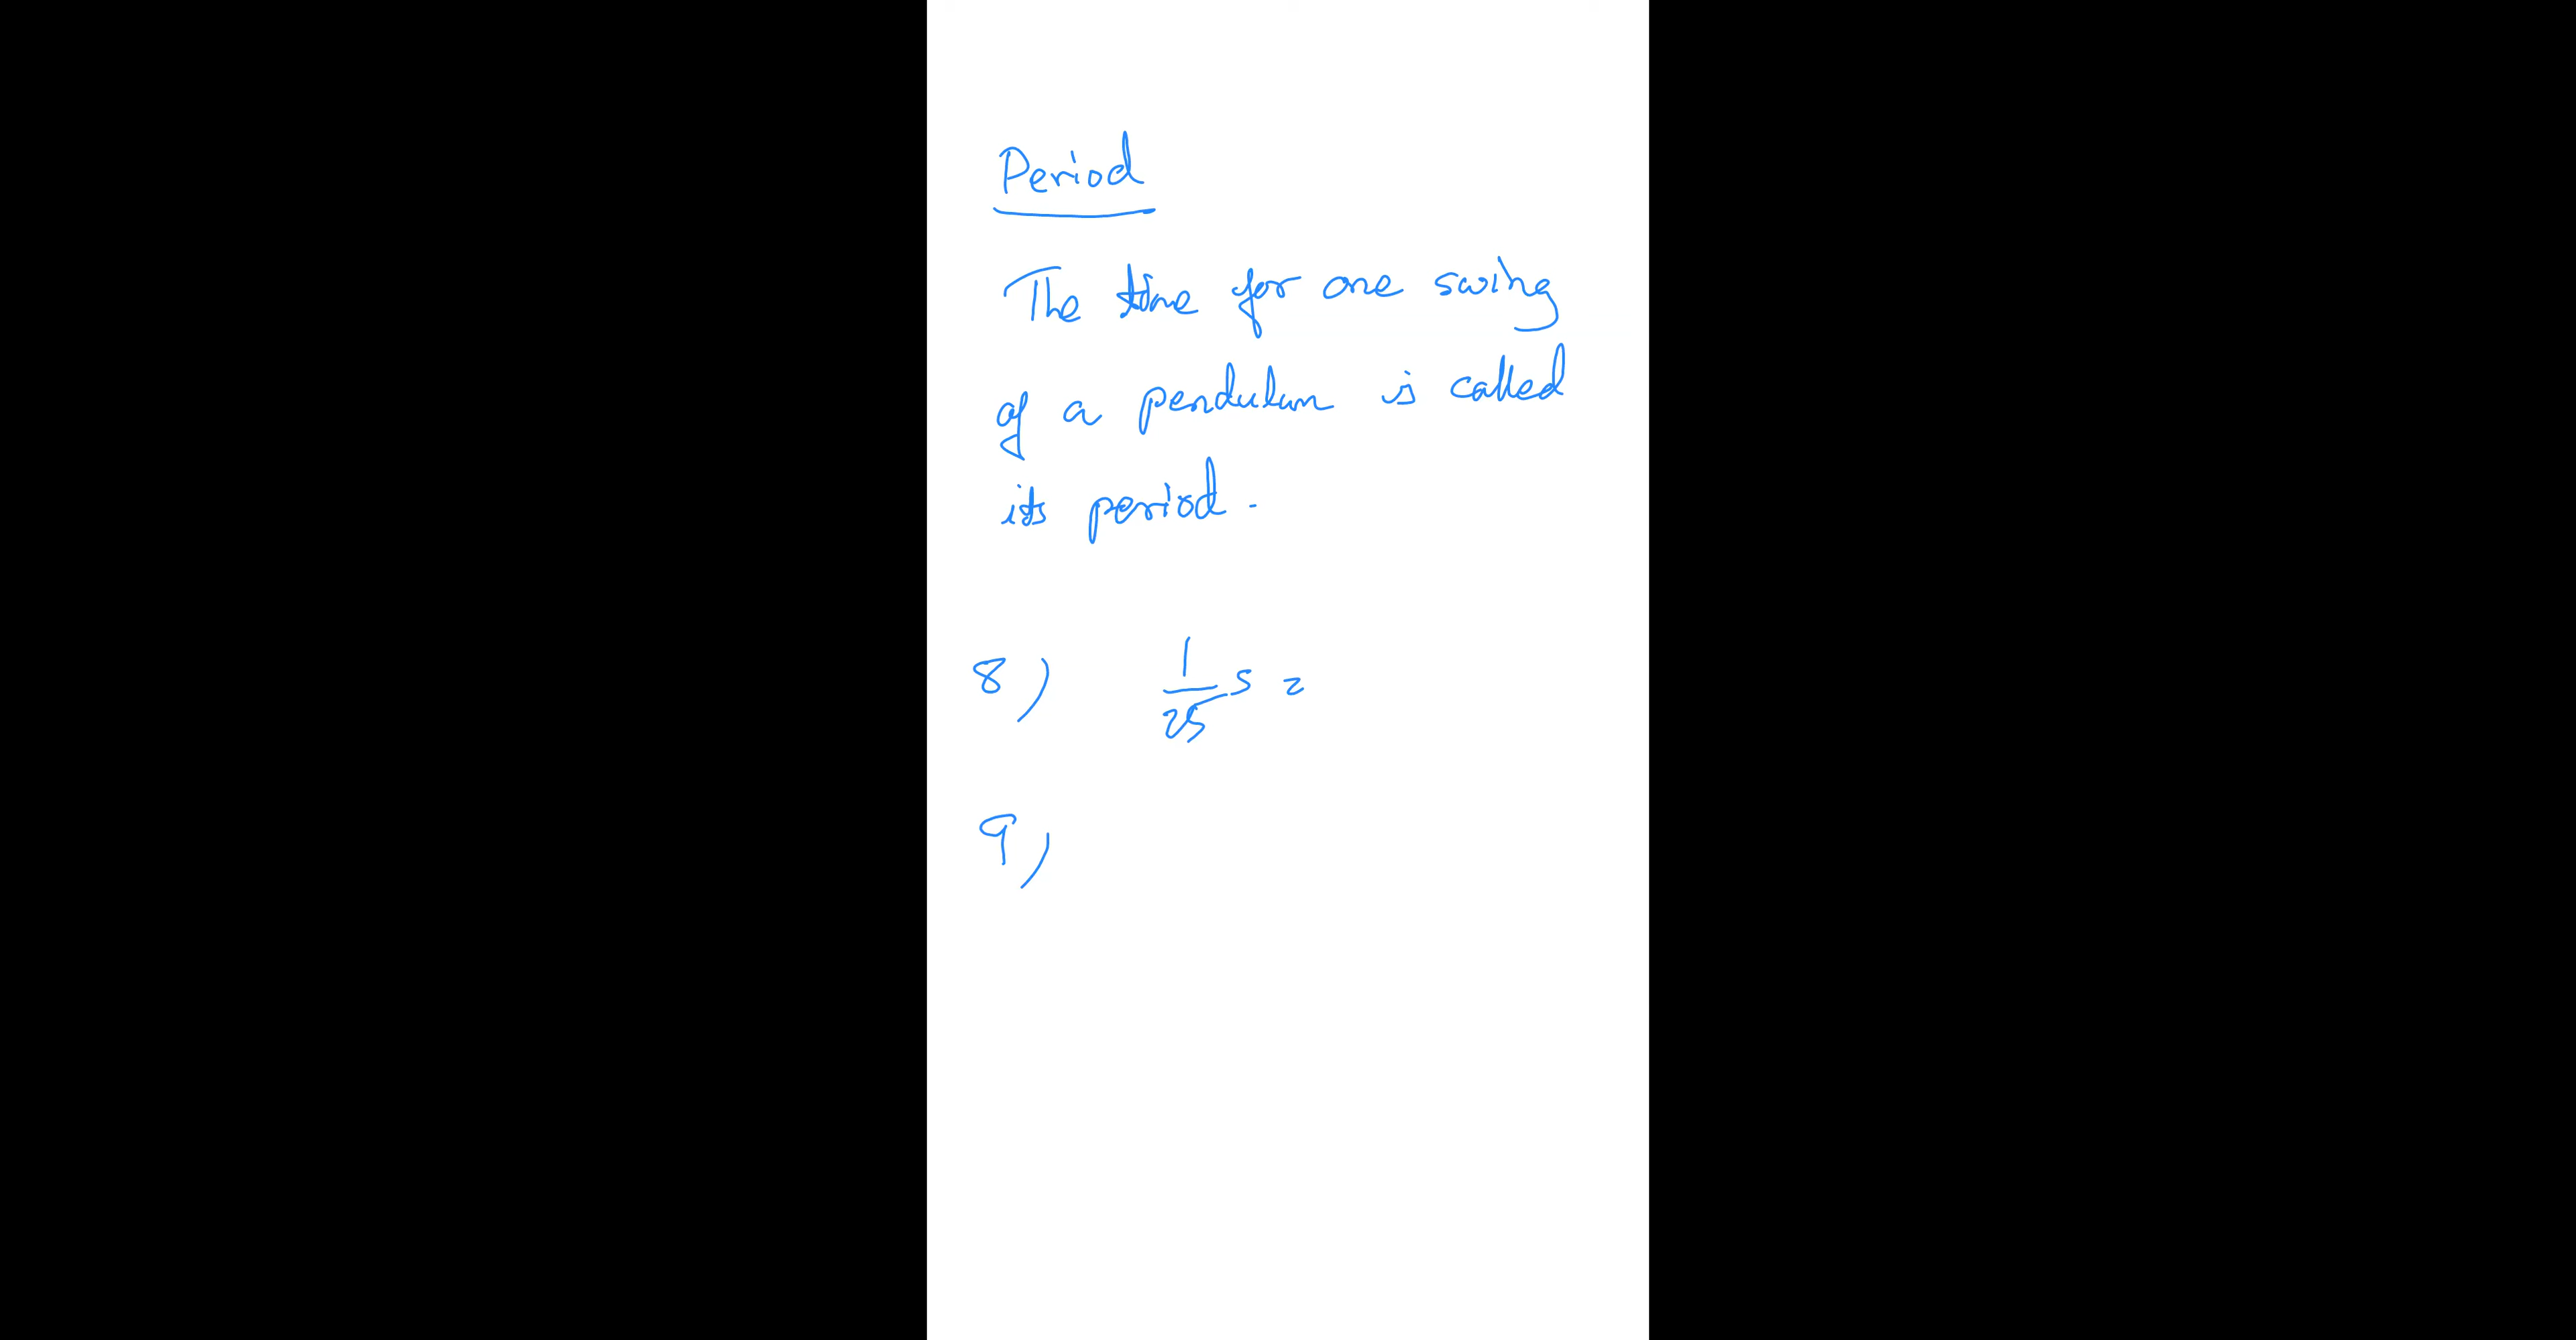 Period
The time for one swing
of a pendulum is called
its period.
8) 1/25 s =
9)